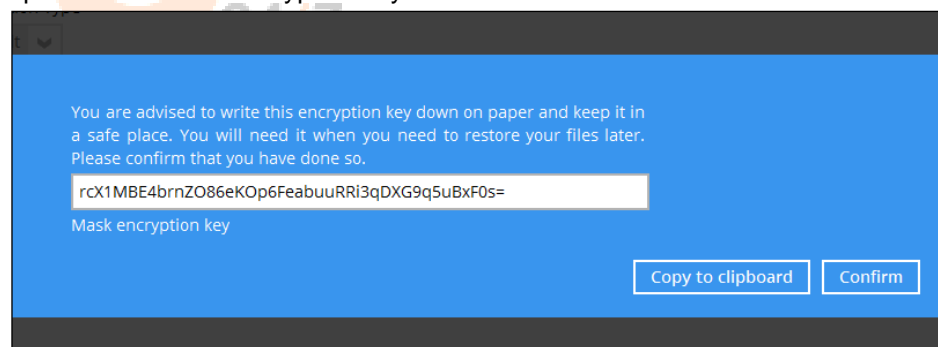 You are advised to write this encryption key down on paper and keep it in
a safe place. You will need it when you need to restore your files later.
Please confirm that you have done so.
rcX1MBE4brnZO86eKOp6FeabuuRRi3qDXG9q5uBxF0s=
Mask encryption key
Copy to clipboard Confirm